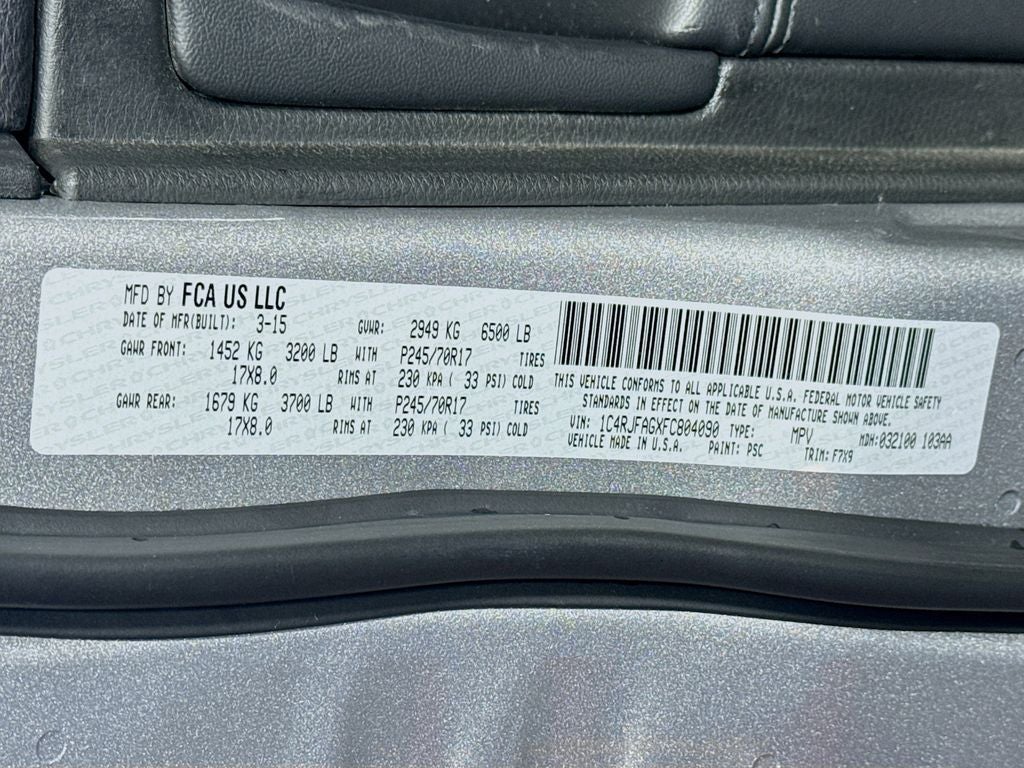 MFD BY FCA US LLC
DATE OF MFR(BUILT): 3-15 GVWR: 2949 KG 6500 LB
GAWR FRONT: 1452 KG 3200 LB WITH P245/70R17 TIRES
17X8.0 RIMS AT 230 KPA ( 33 PSI) COLD
GAWR REAR: 1679 KG 3700 LB WITH P245/70R17 TIRES
17X8.0 RIMS AT 230 KPA ( 33 PSI) COLD
THIS VEHICLE CONFORMS TO ALL APPLICABLE U.S.A. FEDERAL MOTOR VEHICLE SAFETY
STANDARDS IN EFFECT ON THE DATE OF MANUFACTURE SHOWN ABOVE.
VIN: 1C4RJFAGXFC804090 TYPE: MPV MDH:032100 103AA
VEHICLE MADE IN U.S.A. PAINT: PSC TRIM: F7X9